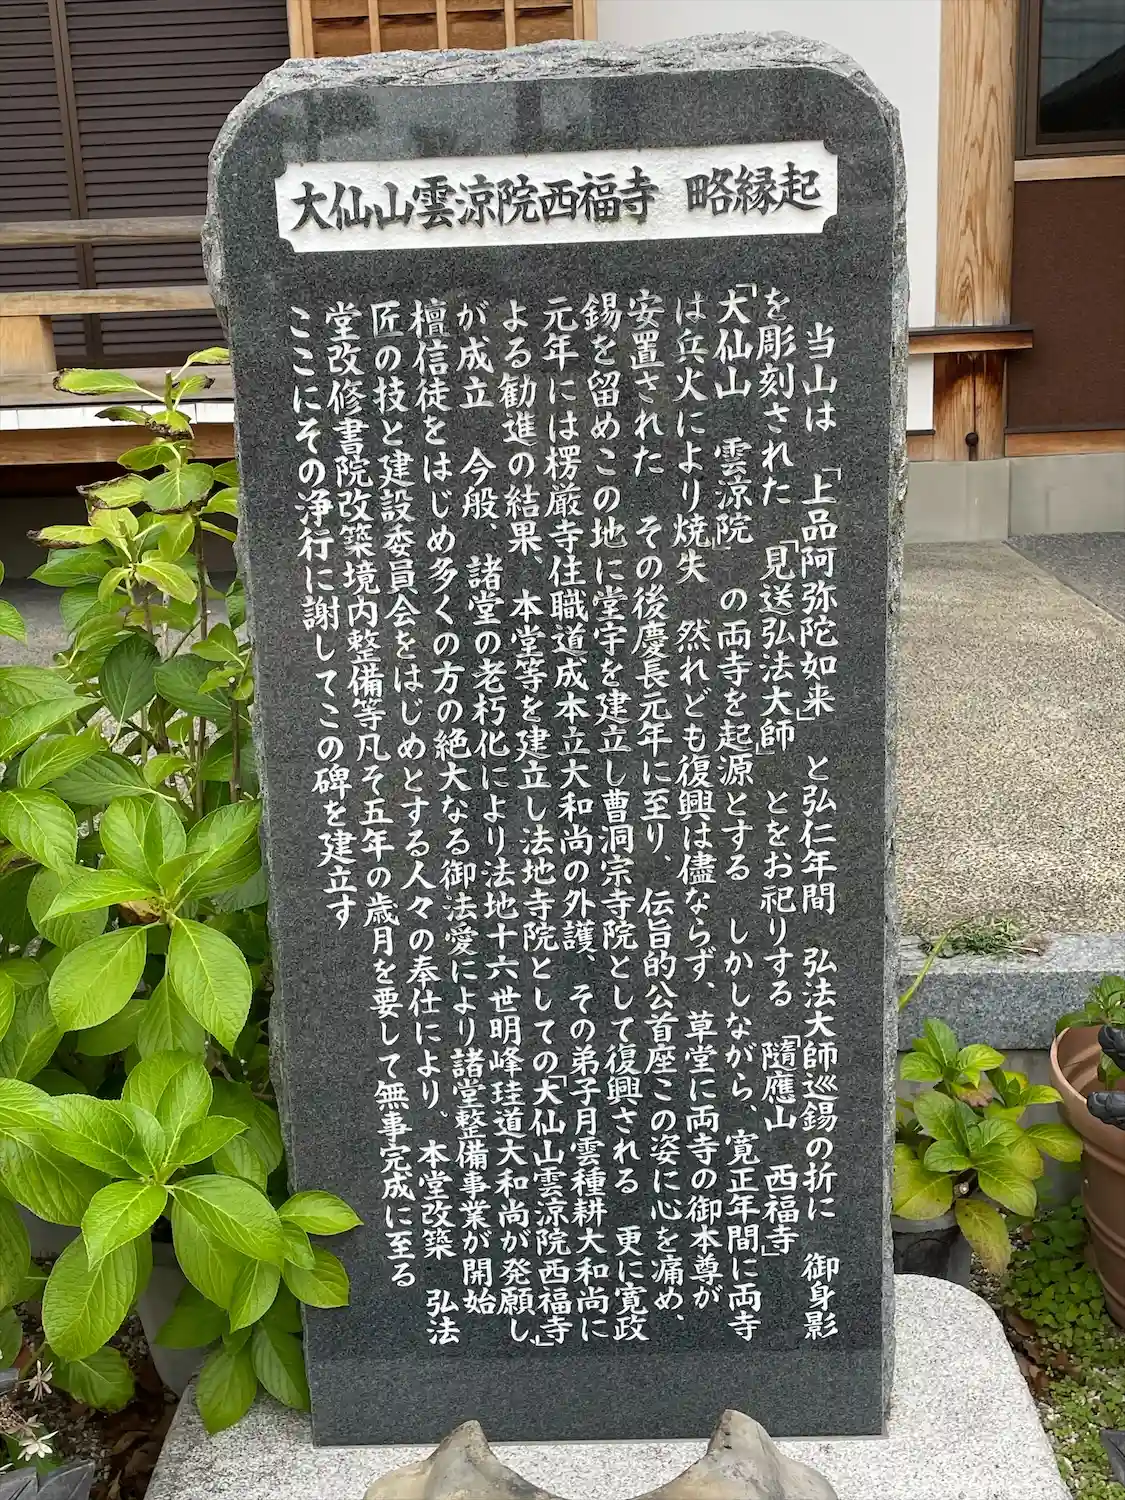 大仙山雲涼院西福寺 略縁起
当山は 「上品阿弥陀如来」 と弘仁年間 弘法大師巡錫の折に 御身影
を彫刻された 「見送弘法大師」 とをお祀りする 「隨應山 西福寺」
「大仙山 雲涼院」 の両寺を起源とする しかしながら、寛正年間に両寺
は兵火により焼失 然れども復興は儘ならず、草堂に両寺の御本尊が
安置された その後慶長元年に至り、伝旨的公首座この姿に心を痛め、
錫を留めこの地に堂宇を建立し曹洞宗寺院として復興される 更に寛政
元年には楞厳寺住職道成本立大和尚の外護、その弟子月雲種耕大和尚に
よる勧進の結果、本堂等を建立し法地寺院としての「大仙山雲涼院西福寺」
が成立 今般、諸堂の老朽化により法地十六世明峰珪道大和尚が発願し
檀信徒をはじめ多くの方の絶大なる御法愛により諸堂整備事業が開始
匠の技と建設委員会をはじめとする人々の奉仕により。本堂改築 弘法
堂改修書院改築境内整備等凡そ五年の歳月を要して無事完成に至る
ここにその浄行に謝してこの碑を建立す